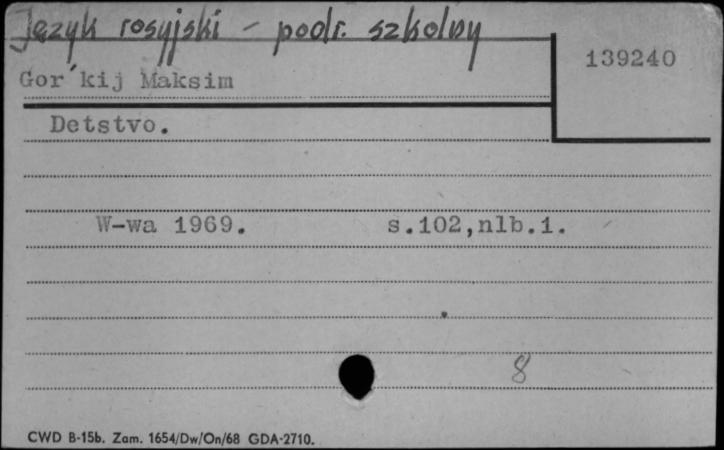 Język rosyjski - podr. szkolny
139240
Gor'kij Maksim
Detstvo.
W-wa 1969. s.102,nlb.1.
8
CWD B-15b. Zam. 1654/Dw/On/68 GDA-2710.